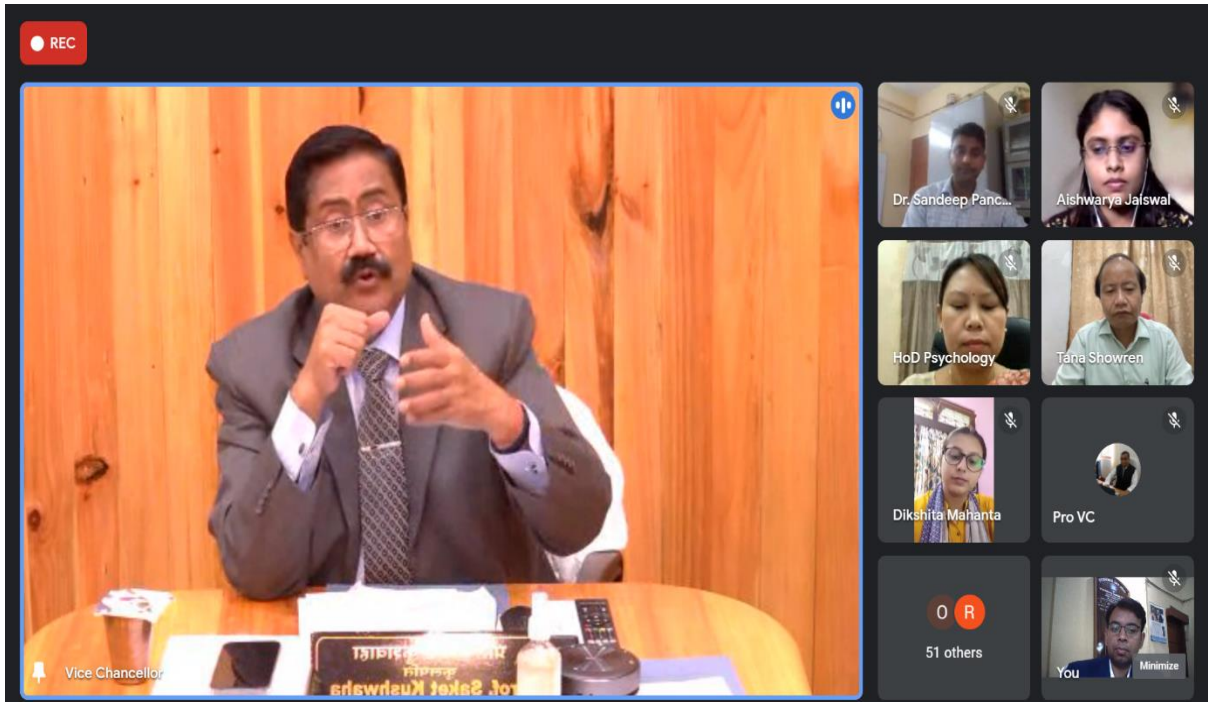 REC
Dr. Sandeep Panc...
Aishwarya Jaiswal
HoD Psychology
Tana Showren
Dikshita Mahanta
Pro VC
O R
51 others
You
Minimize
Vice Chancellor
कुलपति
Prof. Saket Kushwaha